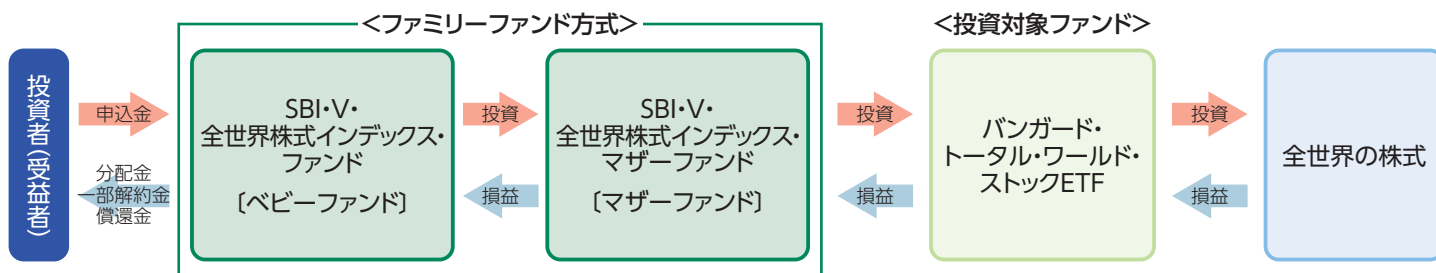 <ファミリーファンド方式>
<投資対象ファンド>
投資者(受益者)
申込金
分配金
一部解約金
償還金
SBI・V・
全世界株式インデックス・
ファンド
〔ベビーファンド〕
投資
損益
SBI・V・
全世界株式インデックス・
マザーファンド
〔マザーファンド〕
投資
損益
バンガード・
トータル・ワールド・
ストックETF
投資
損益
全世界の株式